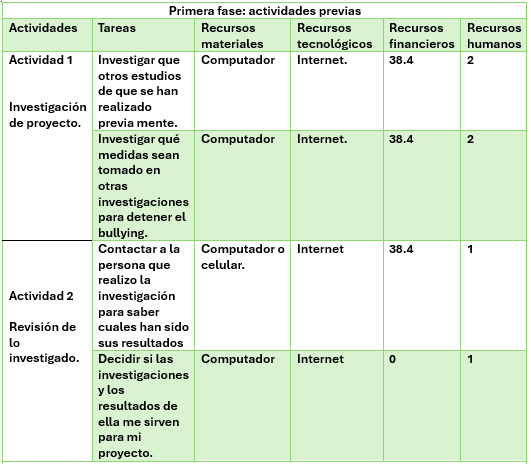 Primera fase: actividades previas
Actividades
Tareas
Recursos
materiales
Recursos
tecnológicos
Recursos
financieros
Recursos
humanos
Actividad 1
Investigación
de proyecto.
Investigar que
otros estudios
de que se han
realizado
previa mente.
Computador
Internet.
38.4
2
Investigar qué
medidas sean
tomado en
otras
investigaciones
para detener el
bullying.
Computador
Internet.
38.4
2
Actividad 2
Revisión de
lo
investigado.
Contactar a la
persona que
realizo la
investigación
para saber
cuales han sido
sus resultados
Computador o
celular.
Internet
38.4
1
Decidir si las
investigaciones
y los
resultados de
ella me sirven
para mi
proyecto.
Computador
Internet
0
1